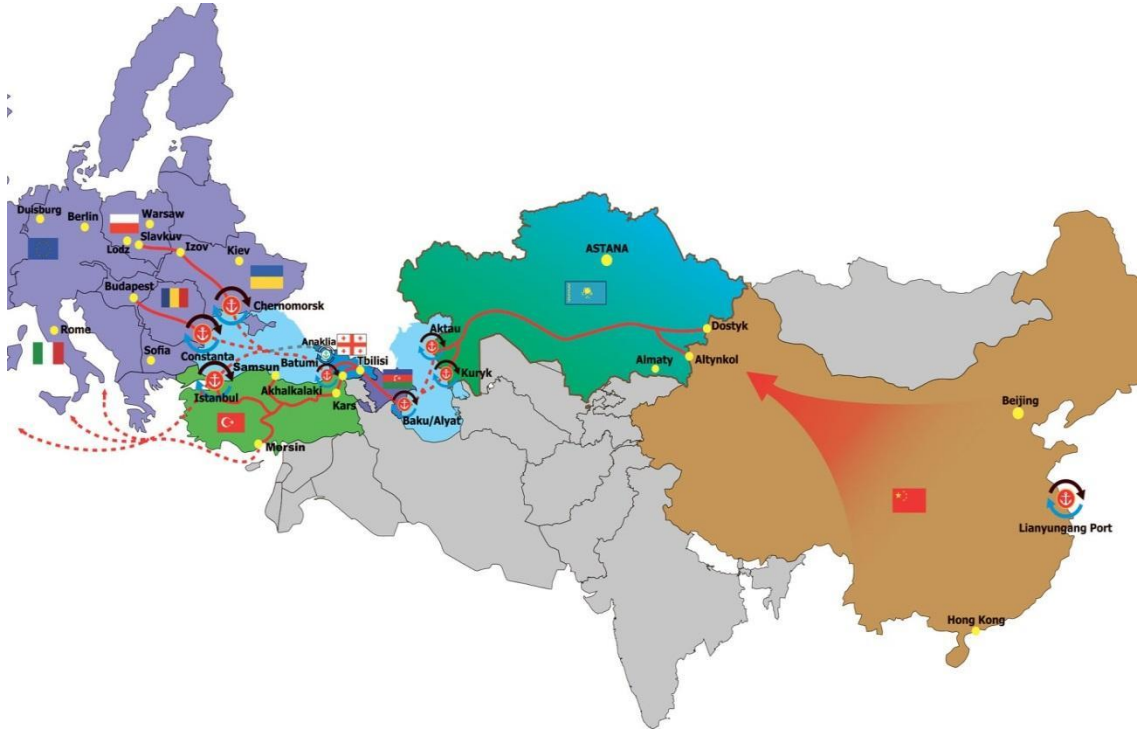 Duisburg
Berlin
Warsaw
Slavkuv
Lodz
Izov
Kiev
Budapest
Chernomorsk
Rome
Constanta
Sofia
Istanbul
Samsun
Batumi
Anaklia
Tbilisi
Akhalkalaki
Kars
Mersin
Baku/Alyat
Aktau
Kuryk
ASTANA
Dostyk
Almaty
Altynkol
Beijing
Lianyungang Port
Hong Kong